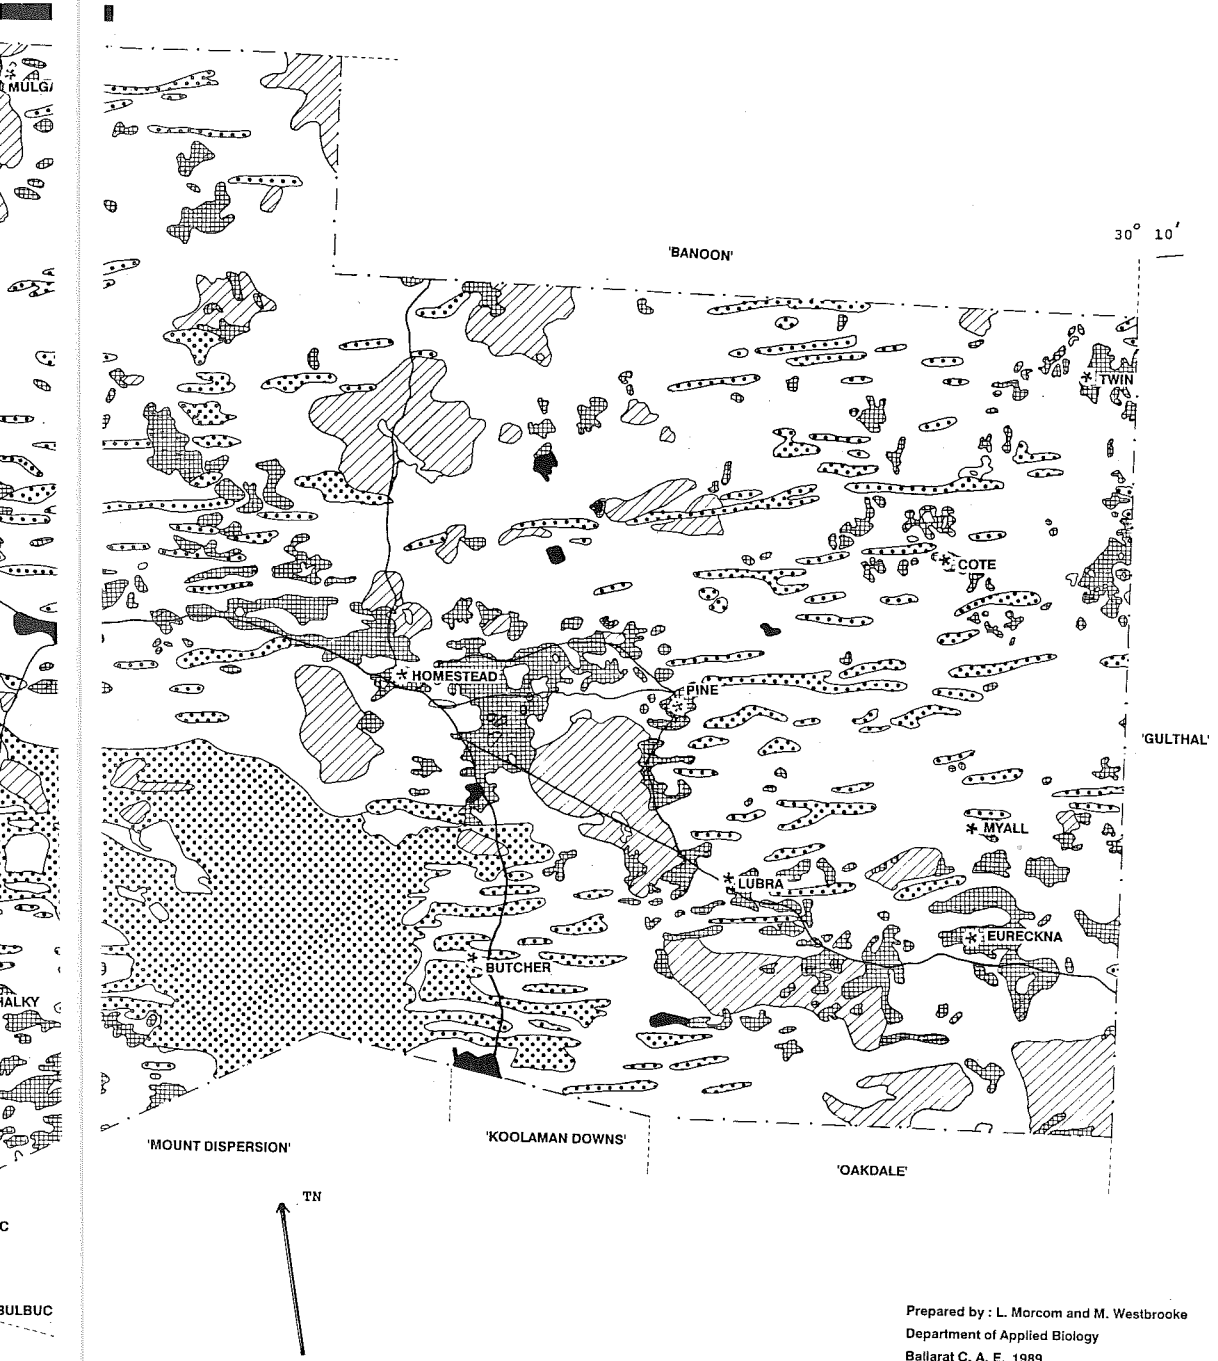 MULG
30° 10'
'BANOON'
TWIN
COTE
HOMESTEAD
PINE
'GULTHAL'
MYALL
LUBRA
EURECKNA
BUTCHER
HALKY
'MOUNT DISPERSION'
'KOOLAMAN DOWNS'
'OAKDALE'
TN
C
BULBUC
Prepared by : L. Morcom and M. Westbrooke
Department of Applied Biology
Ballarat C. A. E. 1989